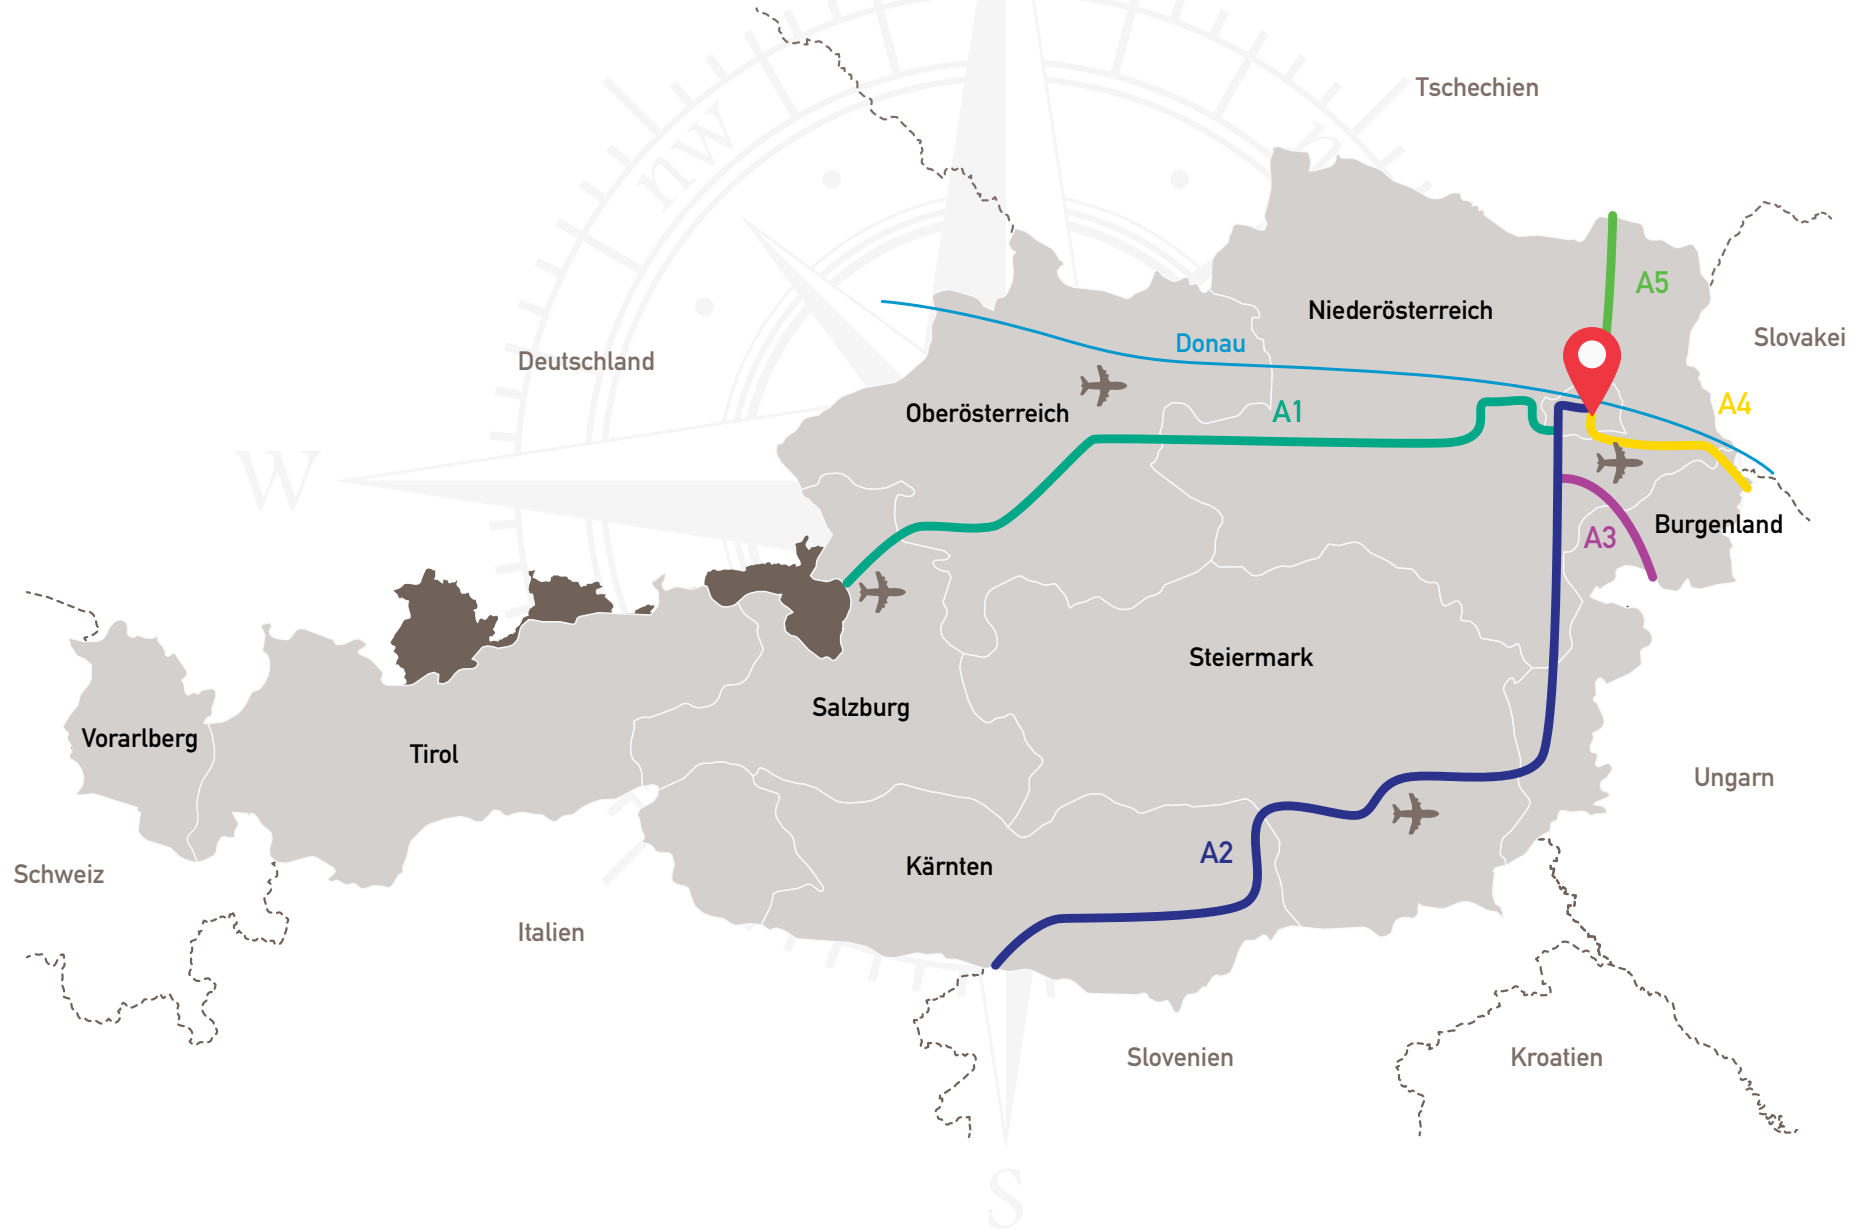 Tschechien
nw
n
A5
Niederösterreich
Slovakei
Donau
Deutschland
A4
Oberösterreich
A1
W
Burgenland
A3
Steiermark
Salzburg
Vorarlberg
Tirol
Ungarn
A2
Kärnten
Schweiz
Italien
Slovenien
Kroatien
S